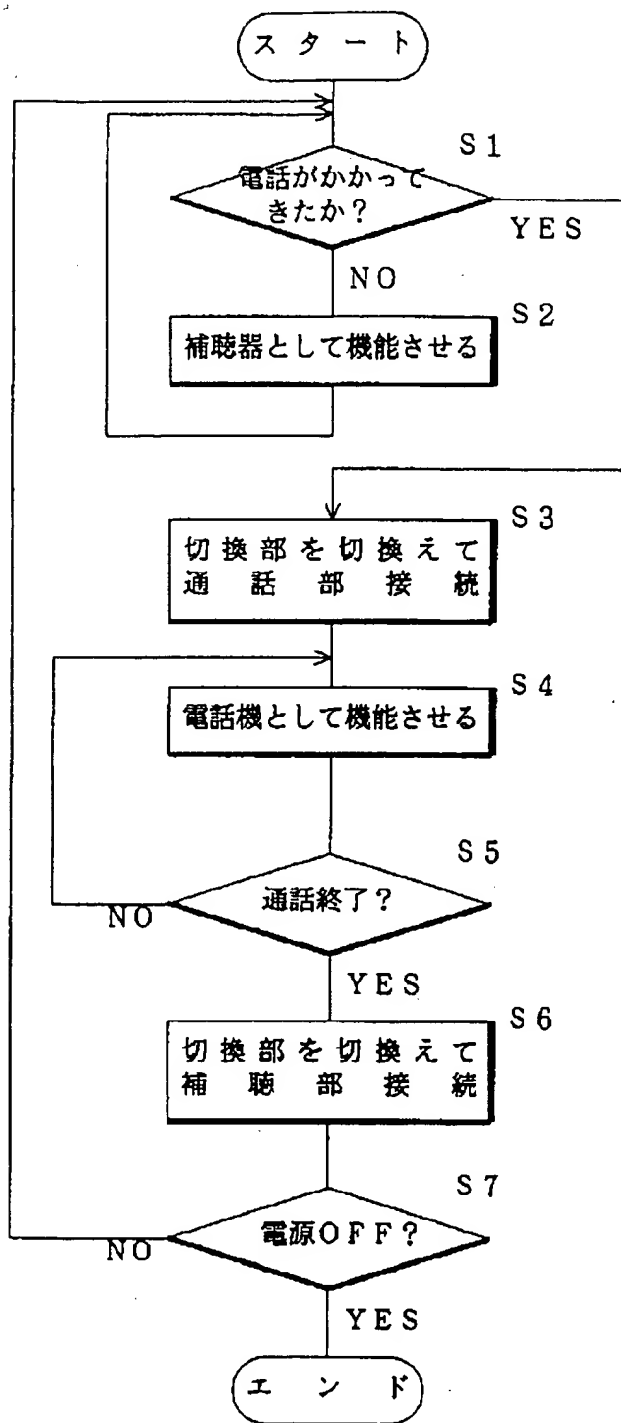 スタート
S1
電話がかかって
きたか？
YES
NO
S2
補聴器として機能させる
S3
切換部を切換えて
通話部接続
S4
電話機として機能させる
S5
通話終了？
NO
YES
S6
切換部を切換えて
補聴部接続
S7
電源OFF？
NO
YES
エンド